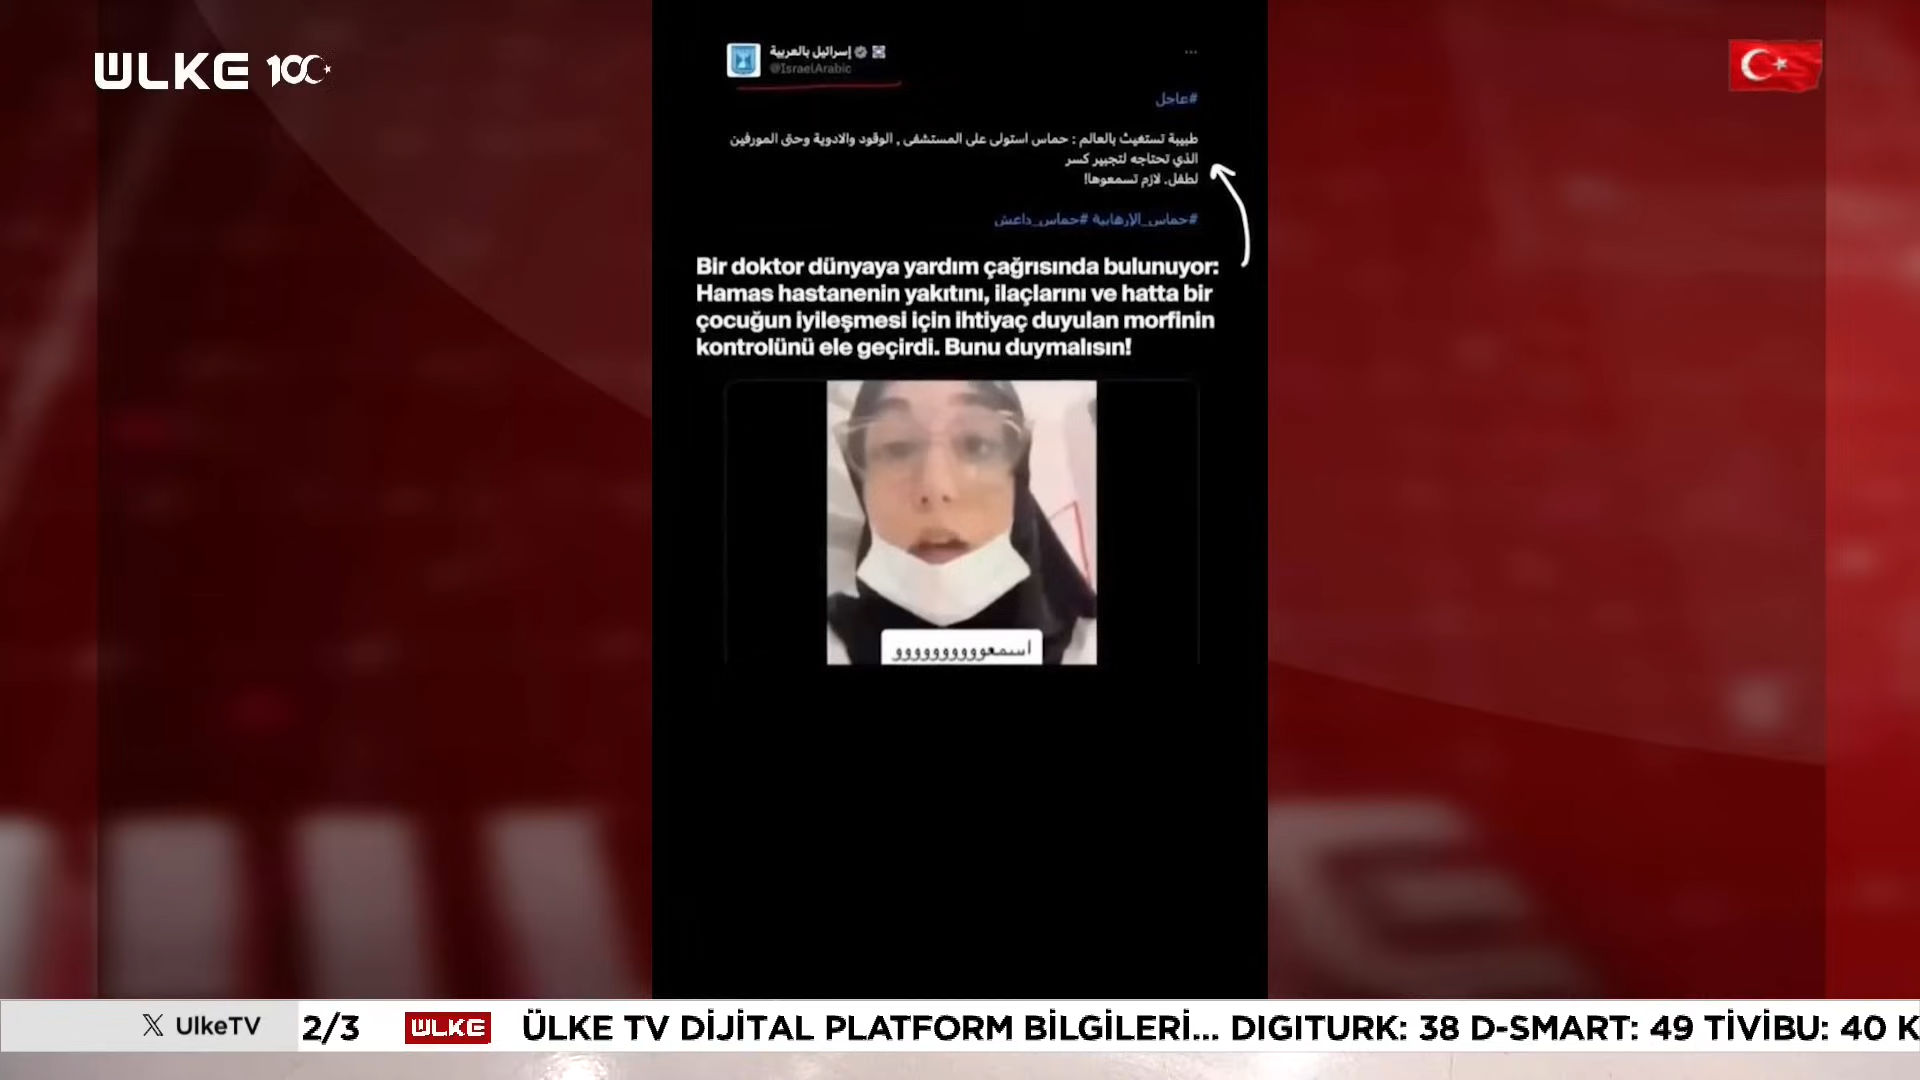 ÜLKE 100
إسرائيل بالعربية
@IsraelArabic
#عاجل
طبيبة تستغيث بالعالم : حماس استولى على المستشفى , الوقود والادوية وحتى المورفين
الذي تحتاجه لتجبير كسر
لطفل. لازم تسمعوها!
#حماس_الإرهابية #حماس_داعش
Bir doktor dünyaya yardım çağrısında bulunuyor:
Hamas hastanenin yakıtını, ilaçlarını ve hatta bir
çocuğun iyileşmesi için ihtiyaç duyulan morfinin
kontrolünü ele geçirdi. Bunu duymalısın!
اسمعوووووووووو
X UlkeTV 2/3 ÜLKE ÜLKE TV DİJİTAL PLATFORM BİLGİLERİ... DIGITURK: 38 D-SMART: 49 TİVİBU: 40 K